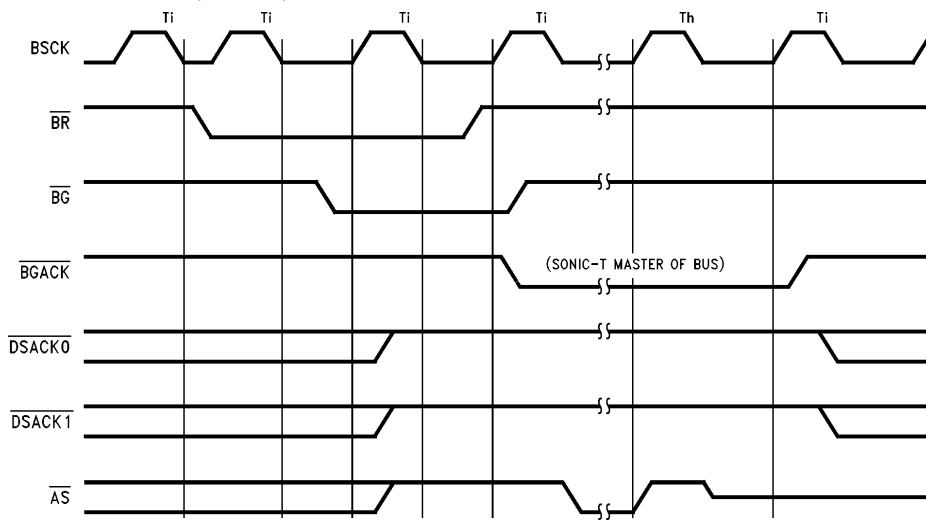 Ti Ti Ti Ti Th Ti
BSCK
BR
BG
BGACK
(SONIC-T MASTER OF BUS)
DSACK0
DSACK1
AS